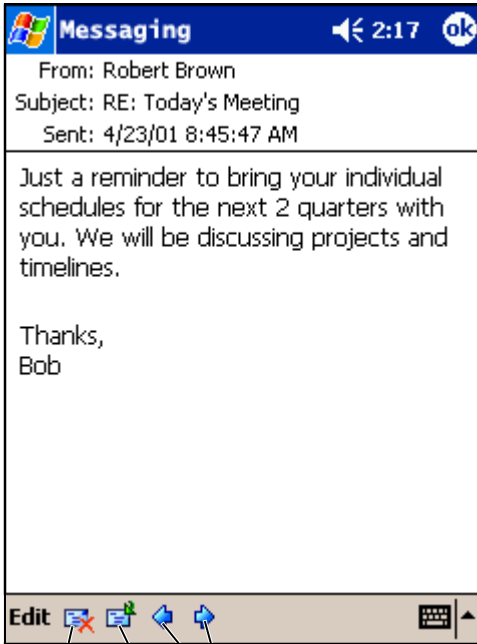 Messaging 2:17 ok
From: Robert Brown
Subject: RE: Today's Meeting
Sent: 4/23/01 8:45:47 AM
Just a reminder to bring your individual
schedules for the next 2 quarters with
you. We will be discussing projects and
timelines.
Thanks,
Bob
Edit